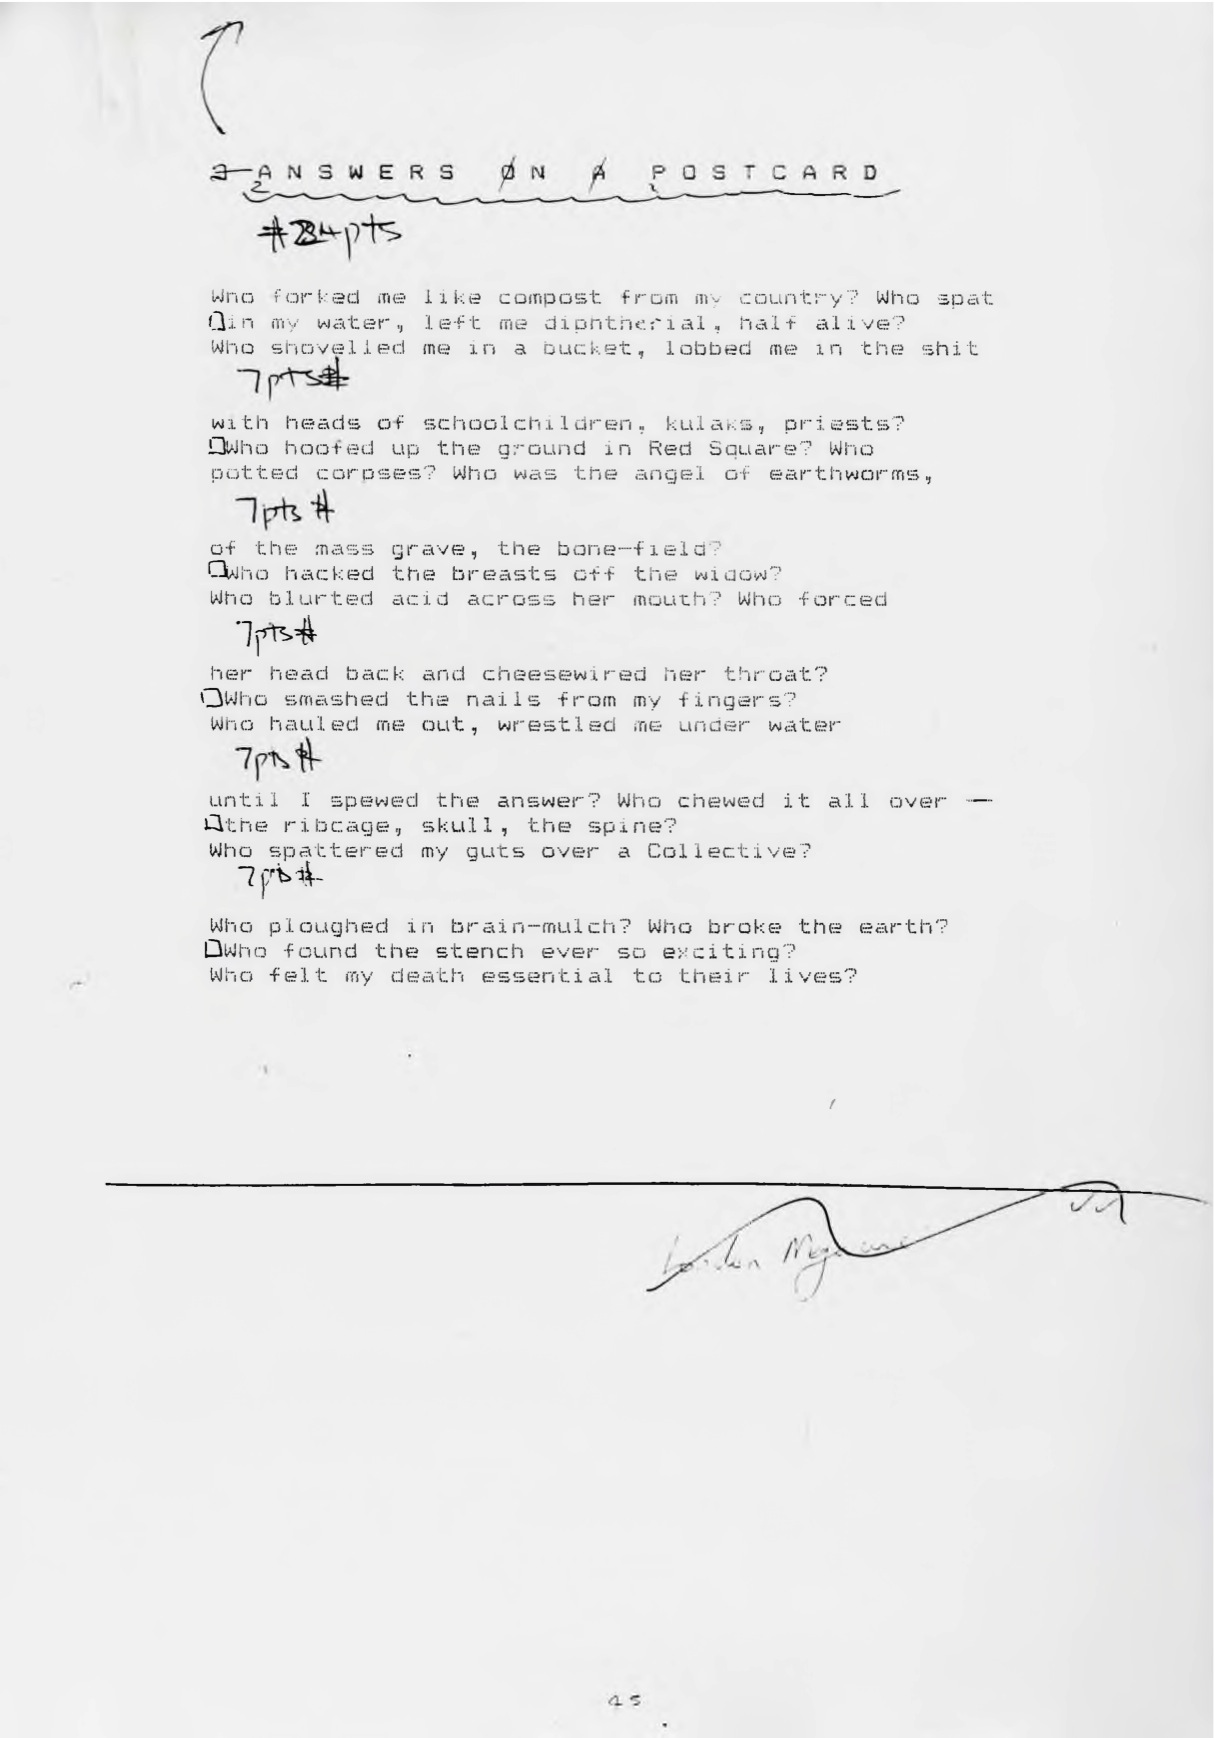 ANSWERS ON A POSTCARD
7pts #
Who forked me like compost from my country? Who spat
in my water, left me diphtherial, half alive?
Who shovelled me in a bucket, lobbed me in the shit
7pts #
with heads of schoolchildren, kulaks, priests?
Who hoofed up the ground in Red Square? Who
potted corpses? Who was the angel of earthworms,
7pts #
of the mass grave, the bone-field?
Who hacked the breasts off the widow?
Who blurted acid across her mouth? Who forced
7pts #
her head back and cheesewired her throat?
Who smashed the nails from my fingers?
Who hauled me out, wrestled me under water
7pts #
until I spewed the answer? Who chewed it all over —
the ribcage, skull, the spine?
Who spattered my guts over a Collective?
7pts #
Who ploughed in brain-mulch? Who broke the earth?
Who found the stench ever so exciting?
Who felt my death essential to their lives?
London Magazine
45